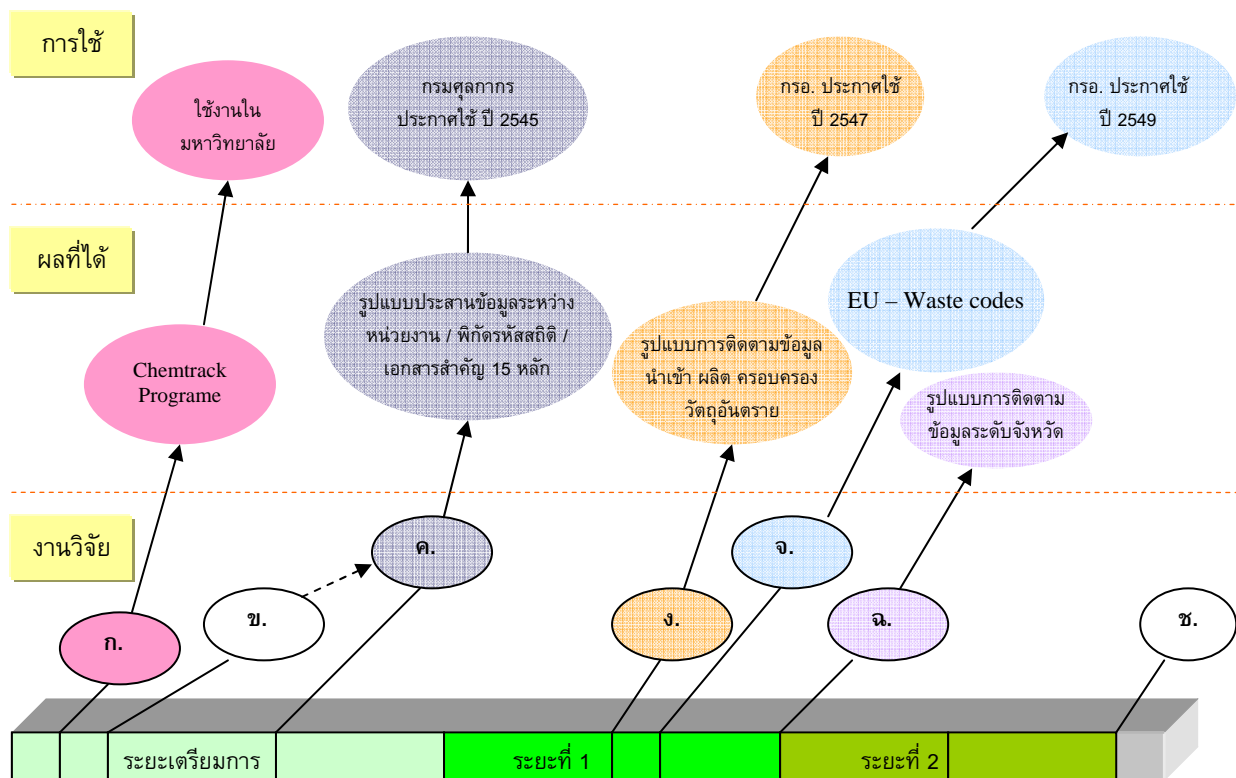 การใช้
ใช้งานใน
มหาวิทยาลัย
กรมศุลกากร
ประกาศใช้ ปี 2545
กรอ. ประกาศใช้
ปี 2547
กรอ. ประกาศใช้
ปี 2549
ผลที่ได้
Chemtrack
Programe
รูปแบบประสานข้อมูลระหว่าง
หน่วยงาน / พิกัดรหัสสถิติ /
เอกสารสำคัญ 15 หลัก
รูปแบบการติดตามข้อมูล
นำเข้า ผลิต ครอบครอง
วัตถุอันตราย
EU – Waste codes
รูปแบบการติดตาม
ข้อมูลระดับจังหวัด
งานวิจัย
ก.
ข.
ค.
ง.
จ.
ฉ.
ช.
ระยะเตรียมการ
ระยะที่ 1
ระยะที่ 2